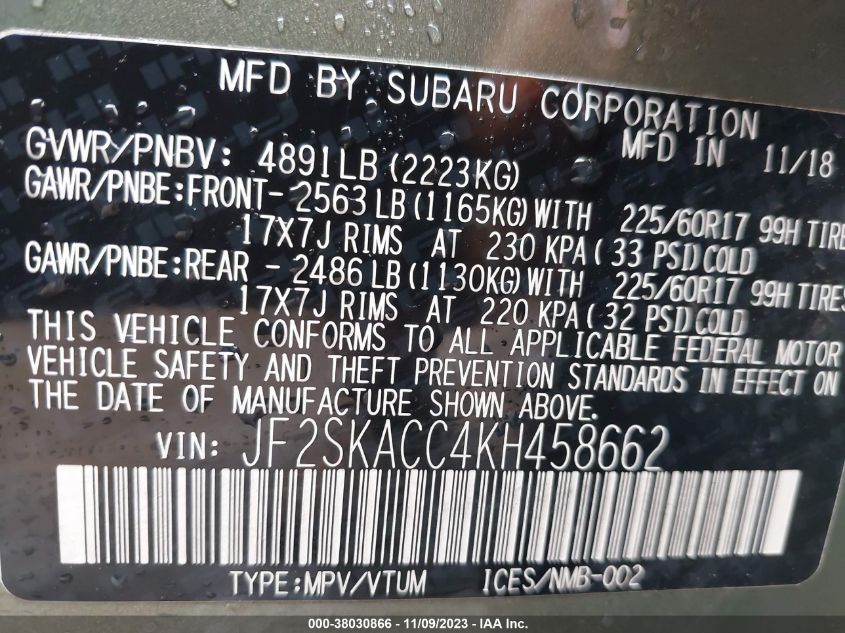 MFD BY SUBARU CORPORATION
MFD IN 11/18
GVWR/PNBV: 4891LB (2223KG)
GAWR/PNBE:FRONT-2563 LB (1165KG) WITH 225/60R17 99H TIRE
17X7J RIMS AT 230 KPA ( 33 PSI) COLD
GAWR/PNBE:REAR - 2486 LB (1130KG) WITH 225/60R17 99H TIRES
17X7J RIMS AT 220 KPA ( 32 PSI) COLD
THIS VEHICLE CONFORMS TO ALL APPLICABLE FEDERAL MOTOR
VEHICLE SAFETY AND THEFT PREVENTION STANDARDS IN EFFECT ON
THE DATE OF MANUFACTURE SHOWN ABOVE.
VIN: JF2SKACC4KH458662
TYPE:MPV/VTUM ICES/NMB-002
000-38030866 - 11/09/2023 - IAA Inc.